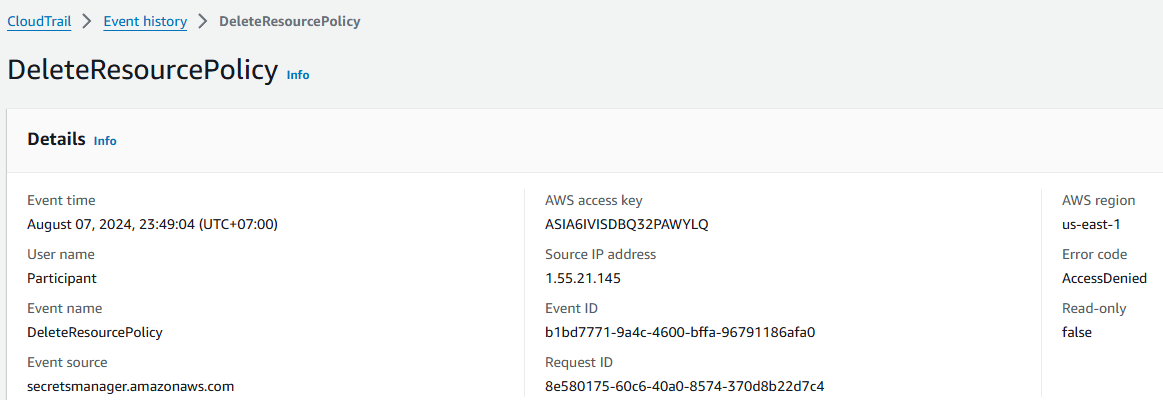 CloudTrail > Event history > DeleteResourcePolicy
DeleteResourcePolicy Info
Details Info
Event time
August 07, 2024, 23:49:04 (UTC+07:00)
User name
Participant
Event name
DeleteResourcePolicy
Event source
secretsmanager.amazonaws.com
AWS access key
ASIA6IVISDBQ32PAWYLQ
Source IP address
1.55.21.145
Event ID
b1bd7771-9a4c-4600-bffa-96791186afa0
Request ID
8e580175-60c6-40a0-8574-370d8b22d7c4
AWS region
us-east-1
Error code
AccessDenied
Read-only
false